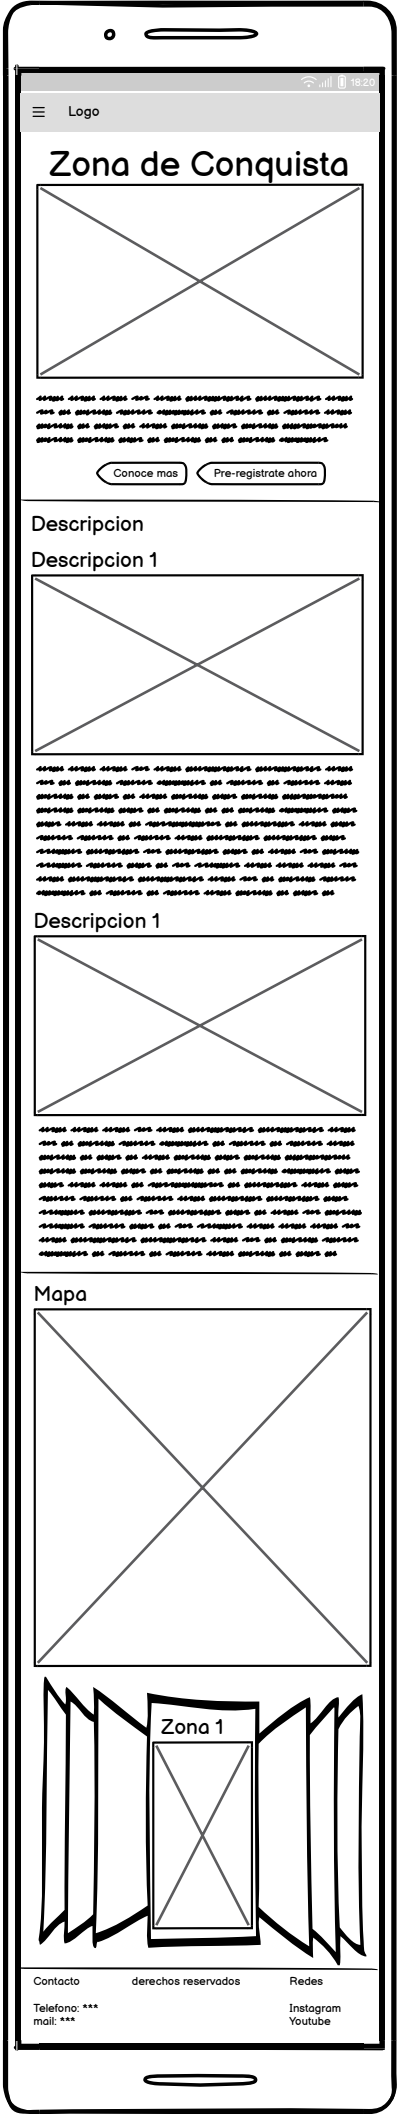 18:20
Logo
Zona de Conquista
Conoce mas
Pre-registrate ahora
Descripcion
Descripcion 1
Descripcion 1
Mapa
Zona 1
Contacto
derechos reservados
Redes
Telefono: ***
mail: ***
Instagram
Youtube